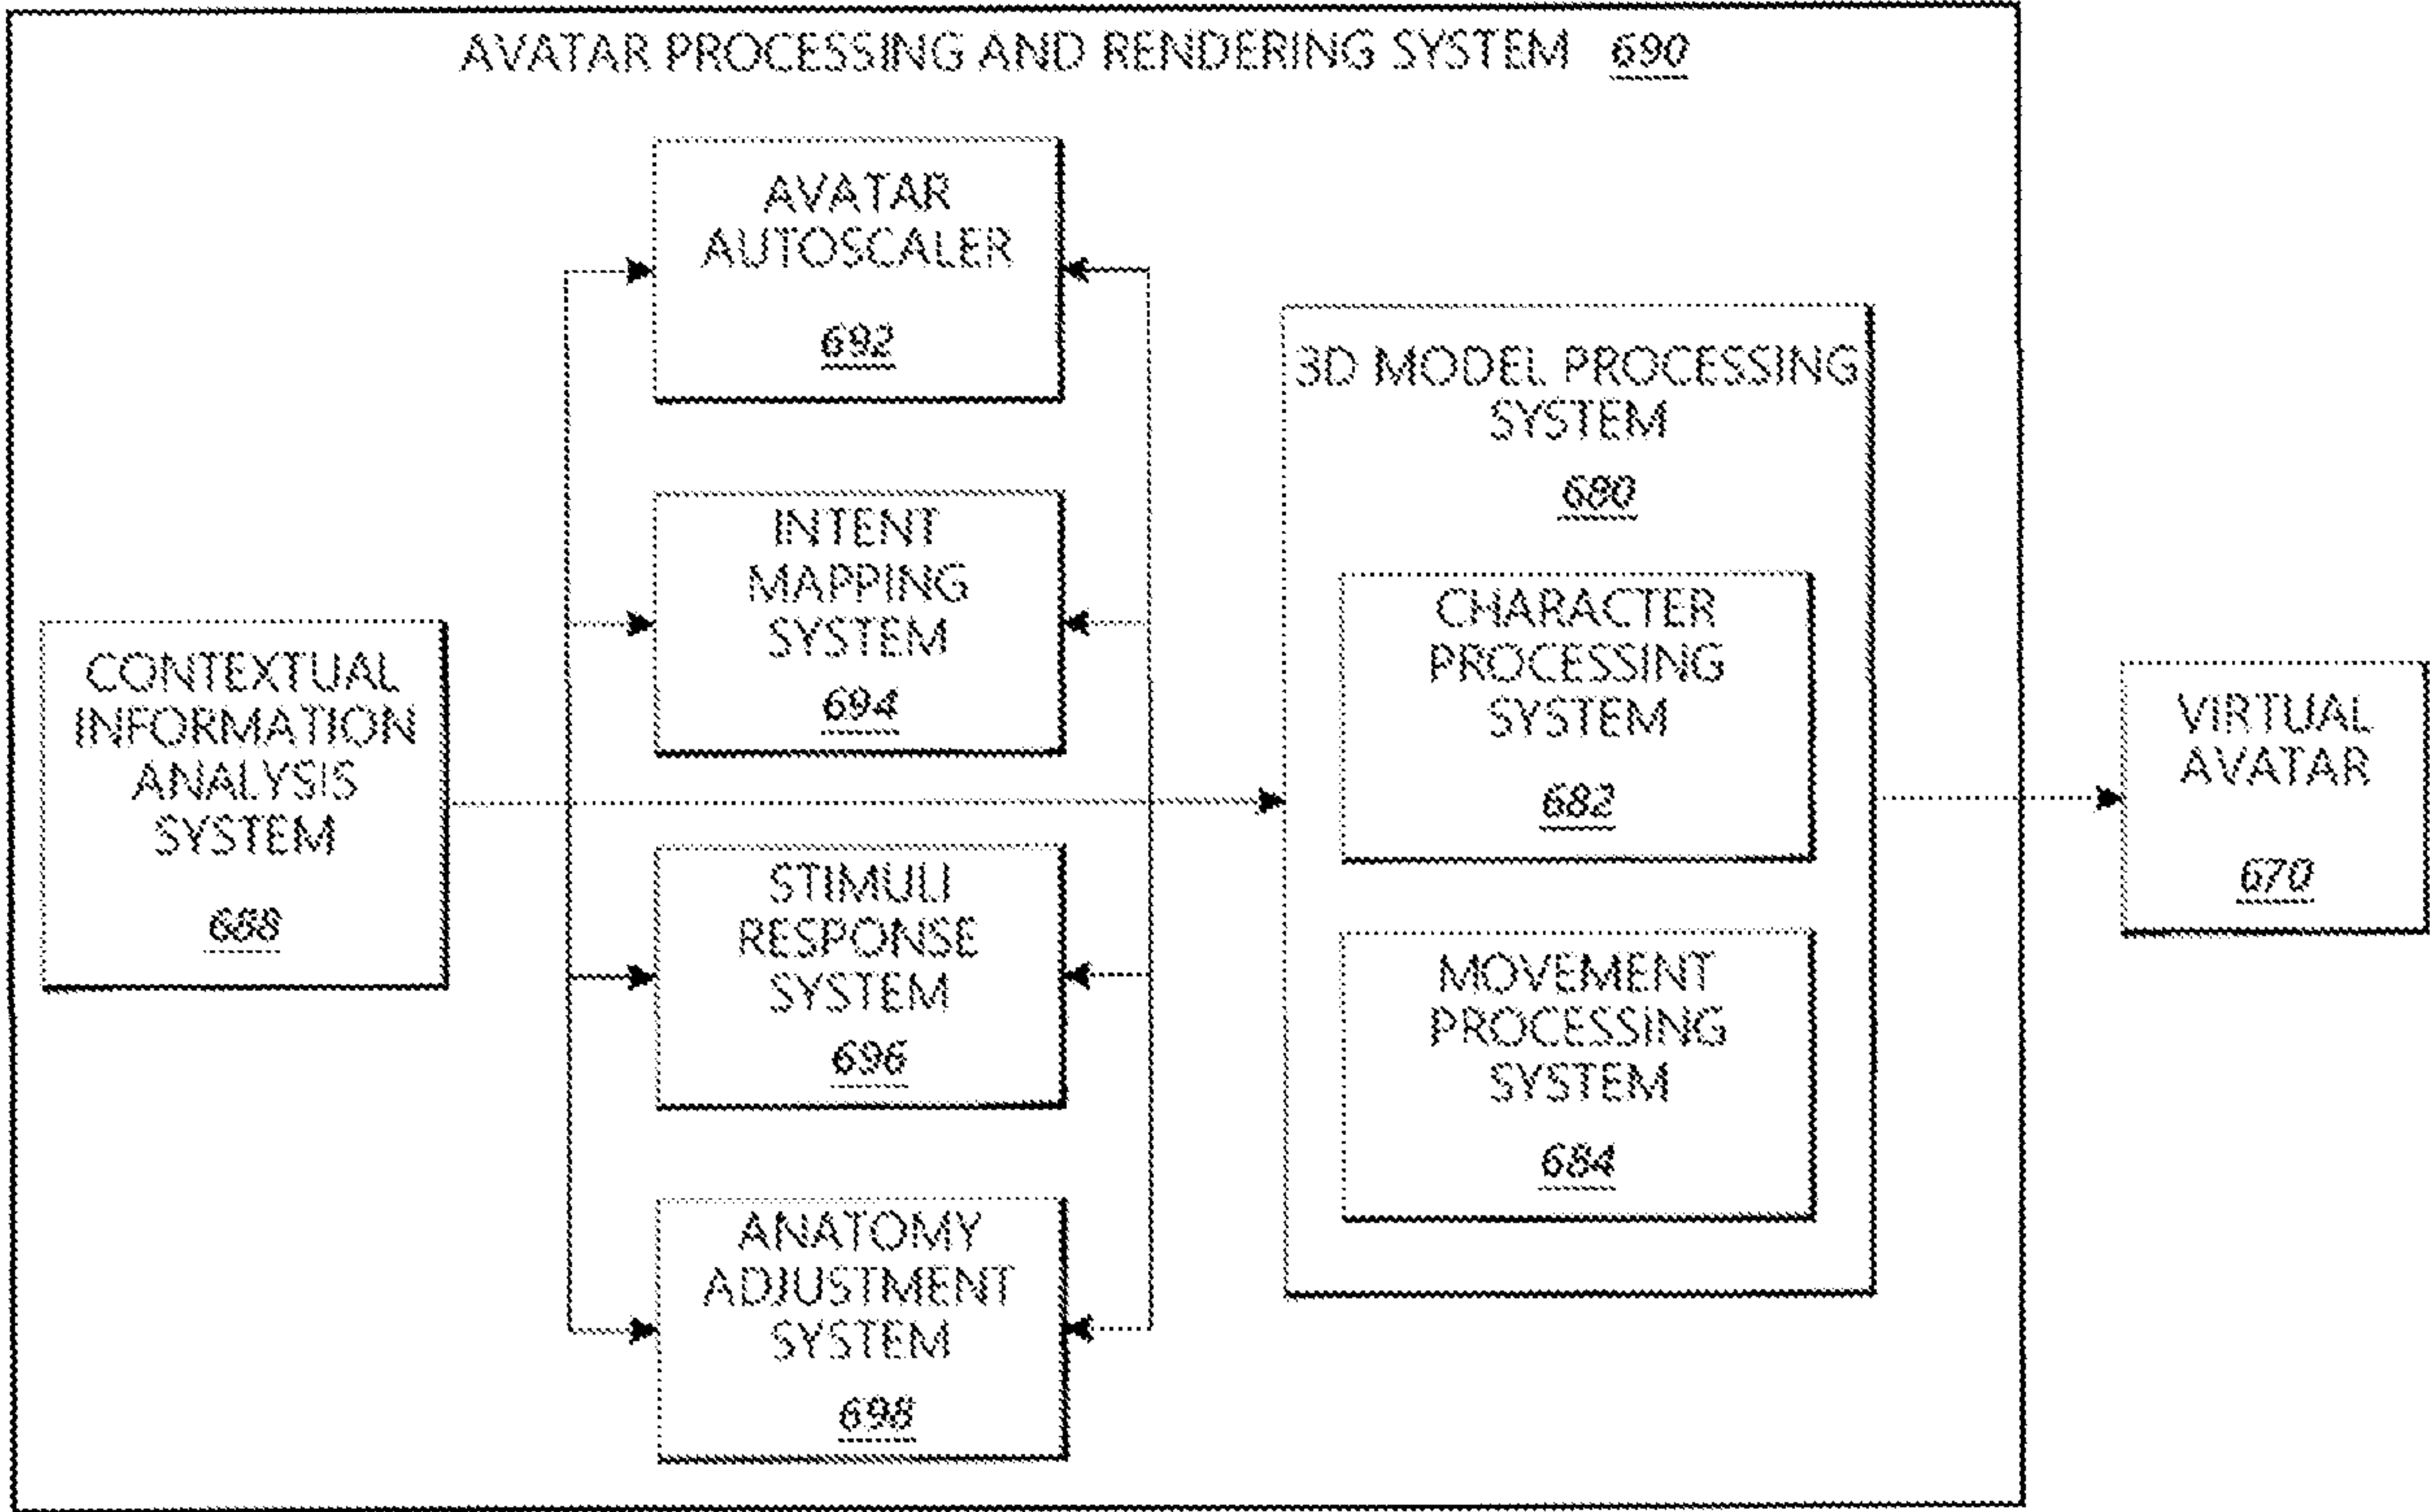 AVATAR PROCESSING AND RENDERING SYSTEM 690
AVATAR
AUTOSCALER
692
INTENT
MAPPING
SYSTEM
694
CONTEXTUAL
INFORMATION
ANALYSIS
SYSTEM
688
STIMULI
RESPONSE
SYSTEM
696
ANATOMY
ADJUSTMENT
SYSTEM
698
3D MODEL PROCESSING
SYSTEM
680
CHARACTER
PROCESSING
SYSTEM
682
MOVEMENT
PROCESSING
SYSTEM
684
VIRTUAL
AVATAR
670